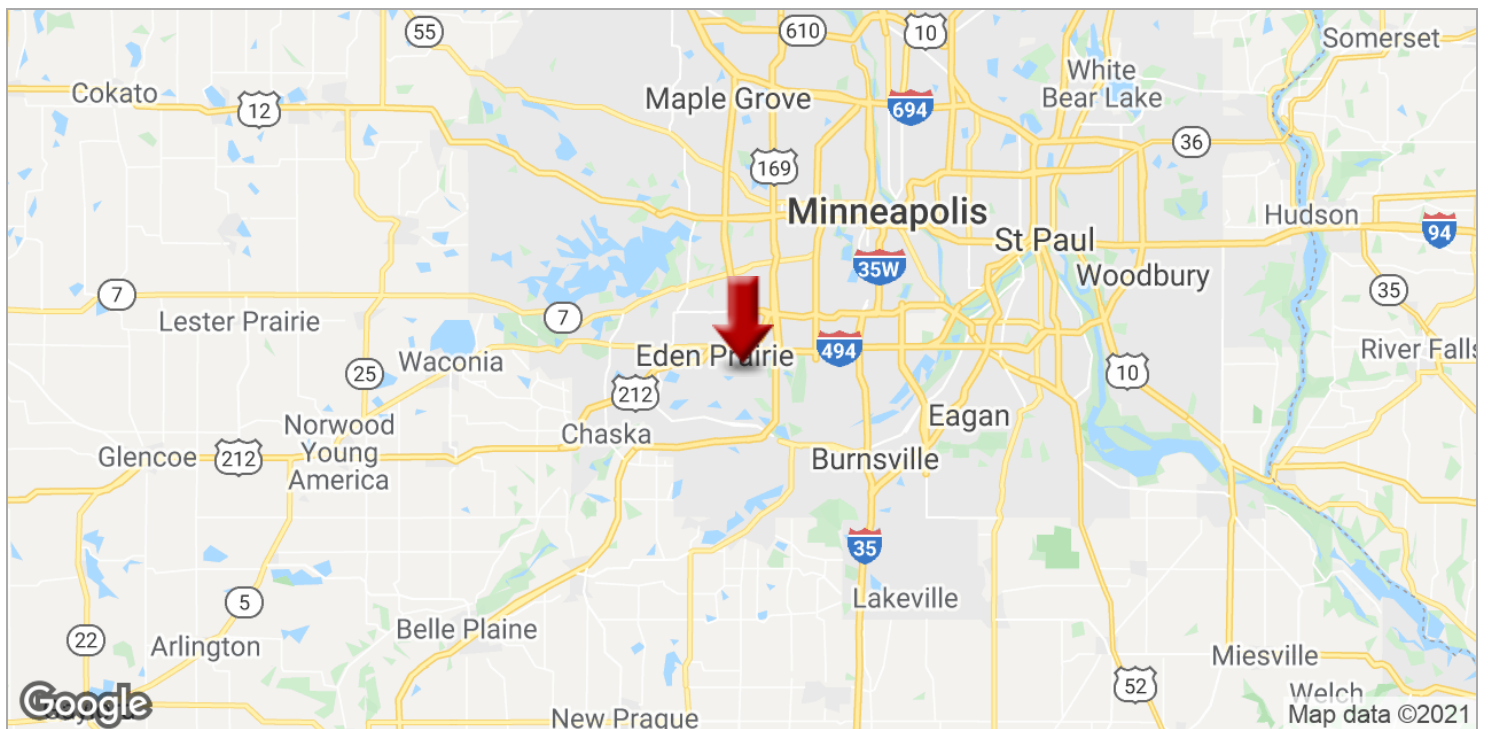 55
610
10
Somerset
Cokato
12
Maple Grove
694
White
Bear Lake
36
169
Minneapolis
Hudson
94
St Paul
35W
Woodbury
7
35
Lester Prairie
7
Waconia
Eden Prairie
494
River Falls
25
212
10
Norwood
Young
America
Chaska
Eagan
Glencoe
212
Burnsville
35
5
Lakeville
22
Arlington
Belle Plaine
Miesville
52
Welch
Google
New Prague
Map data ©2021